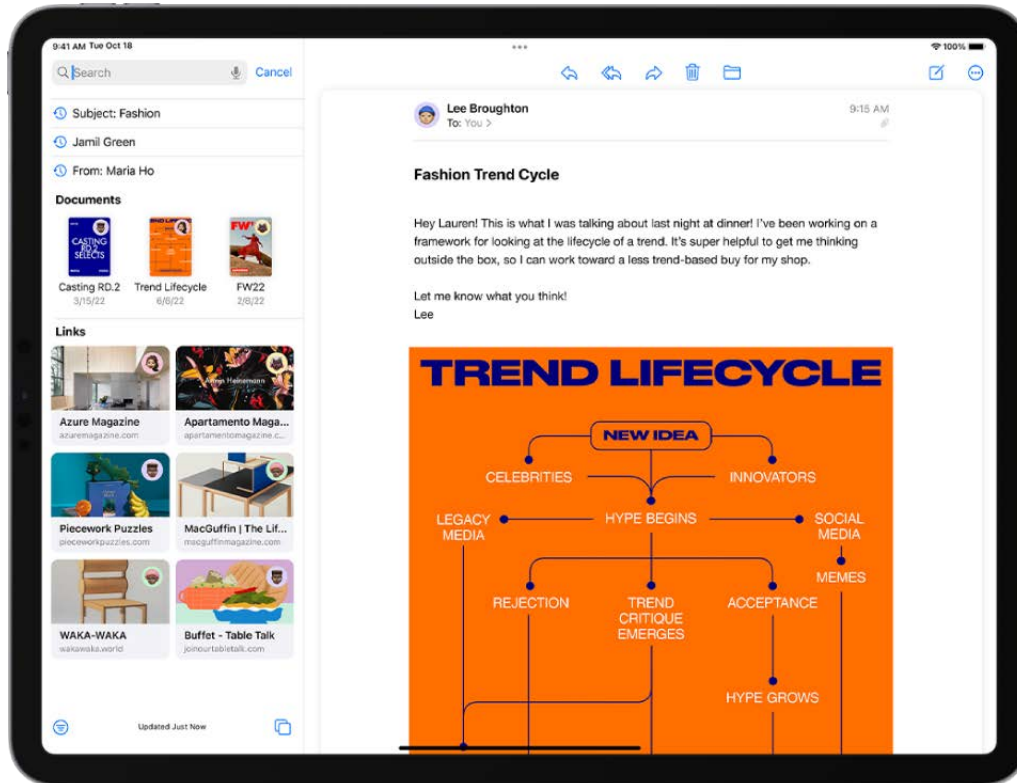 9:41 AM Tue Oct 18
100%
Search
Cancel
Subject: Fashion
Jamil Green
From: Maria Ho
Documents
CASTING
RD.2
SELECTS
TREND LIFEC
FW
Casting RD.2
Trend Lifecycle
FW22
3/15/22
6/6/22
2/8/22
Links
Anna Heinemann
Azure Magazine
azuremagazine.com
Apartamento Maga...
apartamentomagazine.c...
Piecework Puzzles
pieceworkpuzzles.com
MacGuffin | The Lif...
macguffinmagazine.com
WAKA-WAKA
wakawaka.world
Buffet - Table Talk
joinourtabletalk.com
Updated Just Now
Lee Broughton
9:15 AM
To: You >
Fashion Trend Cycle
Hey Lauren! This is what I was talking about last night at dinner! I've been working on a
framework for looking at the lifecycle of a trend. It's super helpful to get me thinking
outside the box, so I can work toward a less trend-based buy for my shop.
Let me know what you think!
Lee
TREND LIFECYCLE
NEW IDEA
CELEBRITIES
INNOVATORS
LEGACY
MEDIA
HYPE BEGINS
SOCIAL
MEDIA
MEMES
REJECTION
TREND
CRITIQUE
EMERGES
ACCEPTANCE
HYPE GROWS